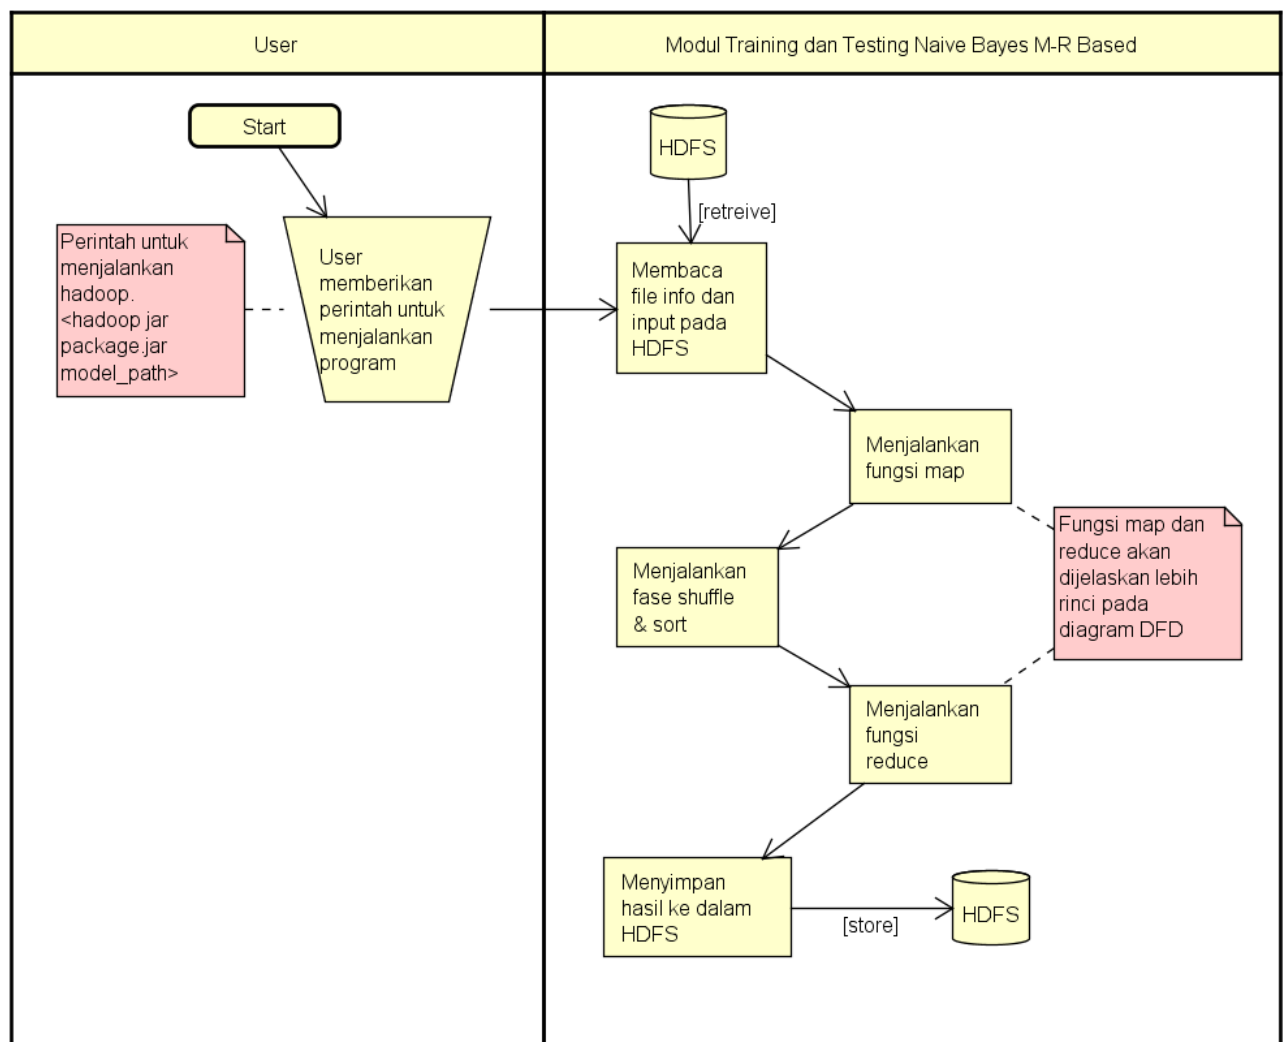 User
Modul Training dan Testing Naive Bayes M-R Based
Start
HDFS
[retreive]
Perintah untuk
menjalankan
hadoop.
<hadoop jar
package.jar
model_path>
User
memberikan
perintah untuk
menjalankan
program
Membaca
file info dan
input pada
HDFS
Menjalankan
fungsi map
Fungsi map dan
reduce akan
dijelaskan lebih
rinci pada
diagram DFD
Menjalankan
fase shuffle
& sort
Menjalankan
fungsi
reduce
Menyimpan
hasil ke dalam
HDFS
[store]
HDFS